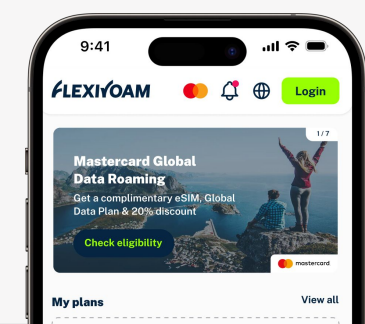 9:41
FLEXIROAM
Login
1/7
Mastercard Global
Data Roaming
Get a complimentary eSIM, Global
Data Plan & 20% discount
Check eligibility
mastercard
My plans
View all